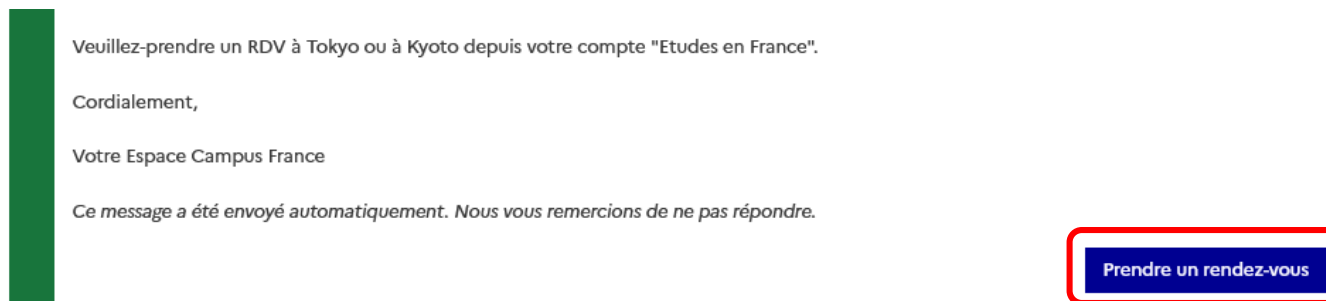 Veuillez-prendre un RDV à Tokyo ou à Kyoto depuis votre compte "Etudes en France".
Cordialement,
Votre Espace Campus France
Ce message a été envoyé automatiquement. Nous vous remercions de ne pas répondre.
Prendre un rendez-vous